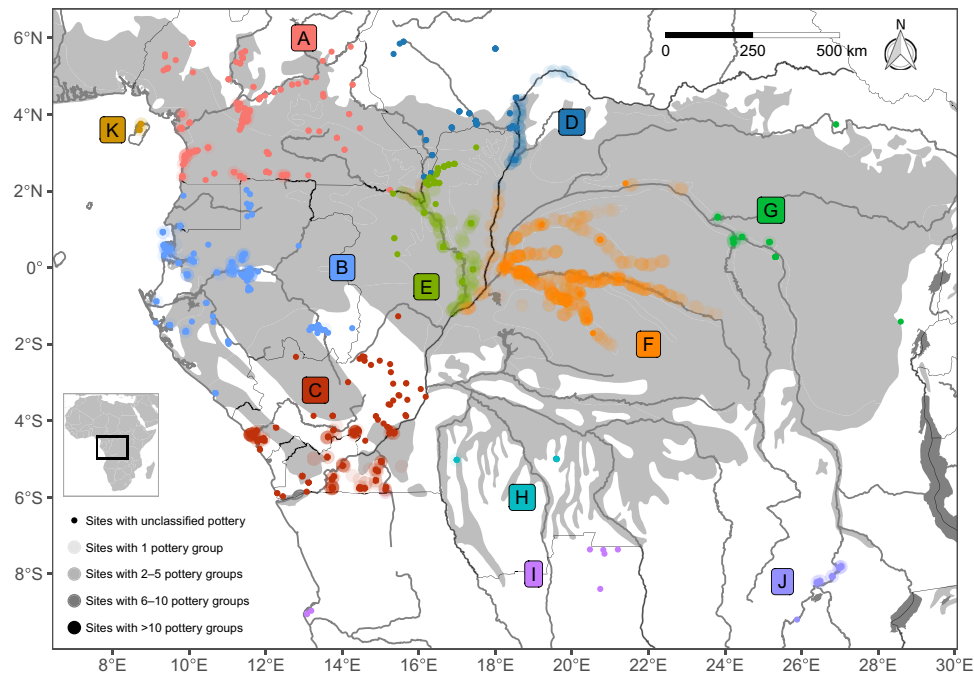 6°N
4°N
2°N
0°
2°S
4°S
6°S
8°S
A
K
D
G
B
E
F
C
H
I
J
0
250
500 km
N
Sites with unclassified pottery
Sites with 1 pottery group
Sites with 2–5 pottery groups
Sites with 6–10 pottery groups
Sites with >10 pottery groups
8°E 10°E 12°E 14°E 16°E 18°E 20°E 22°E 24°E 26°E 28°E 30°E